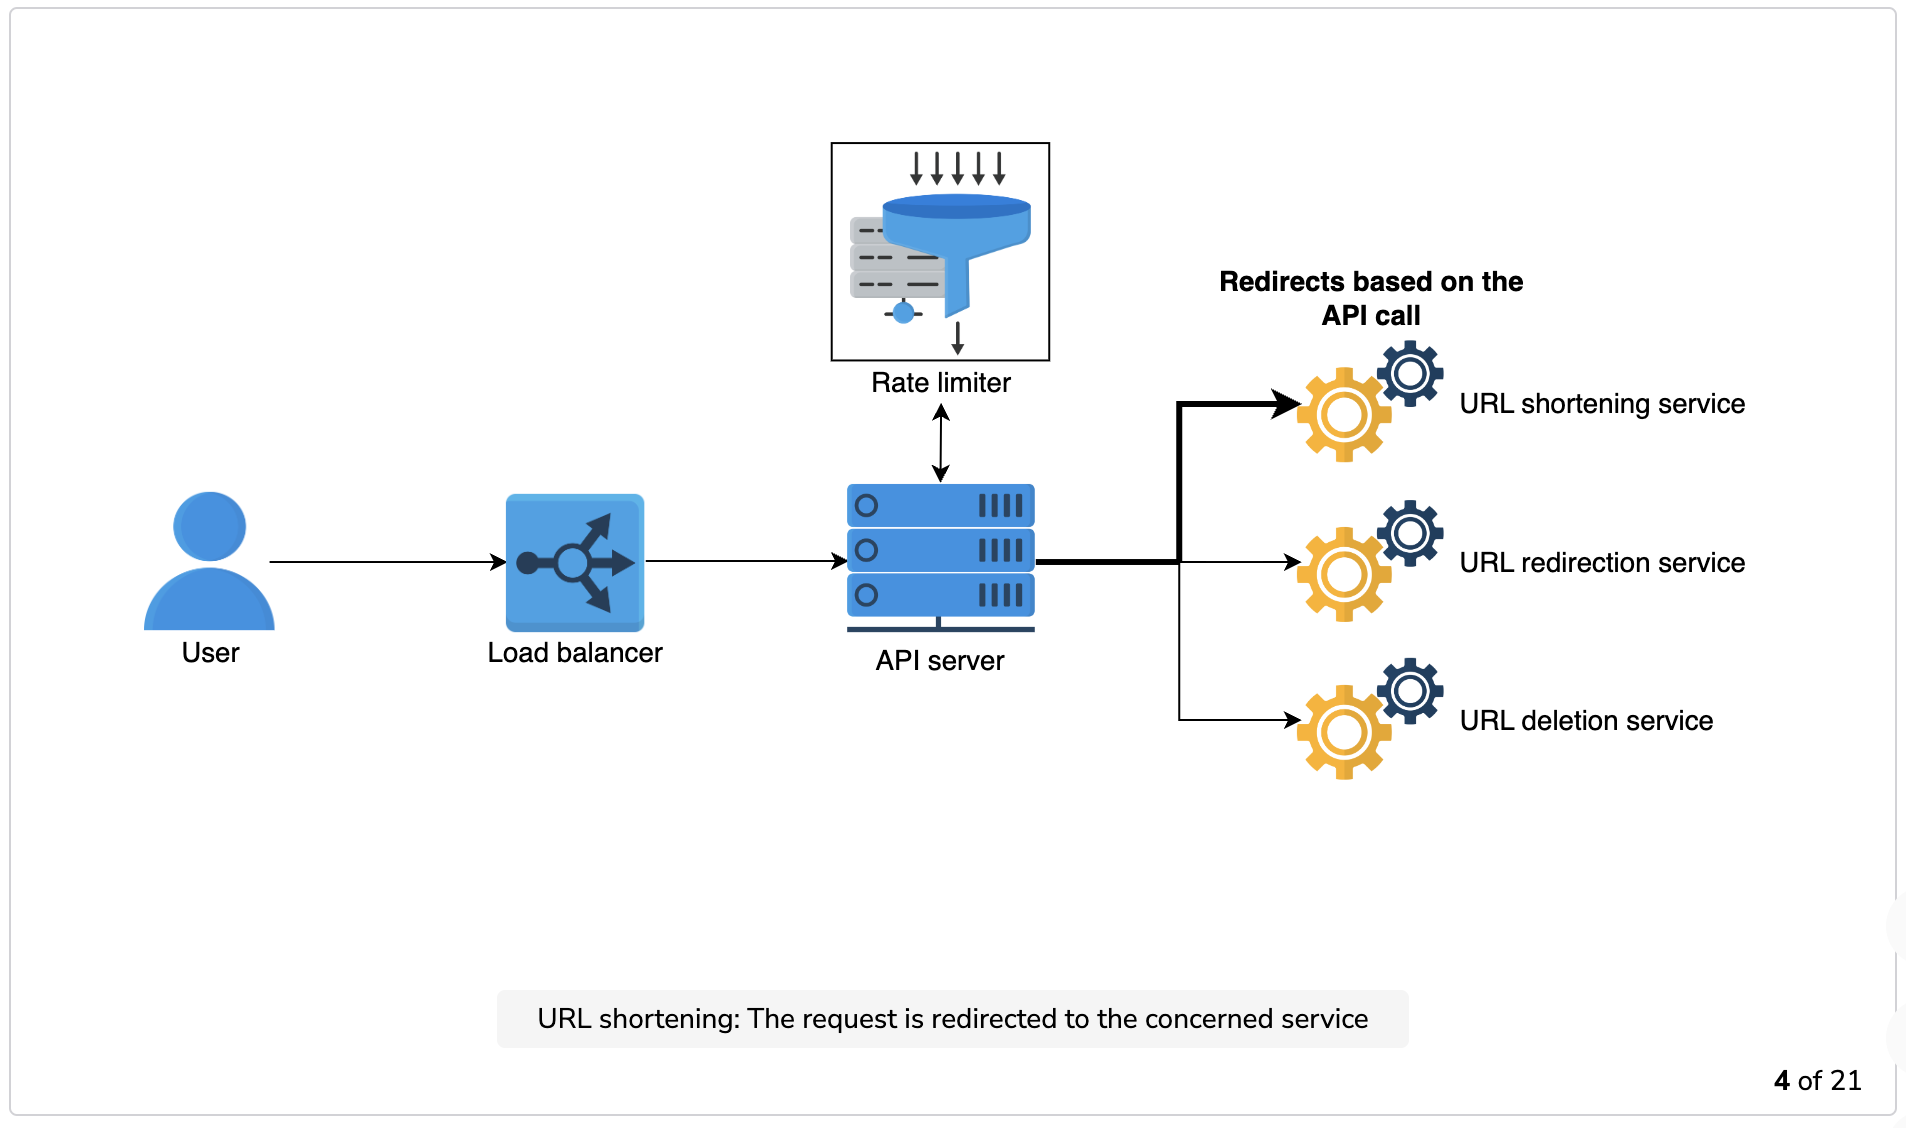 Rate limiter
Redirects based on the
API call
URL shortening service
URL redirection service
URL deletion service
User
Load balancer
API server
URL shortening: The request is redirected to the concerned service
4 of 21